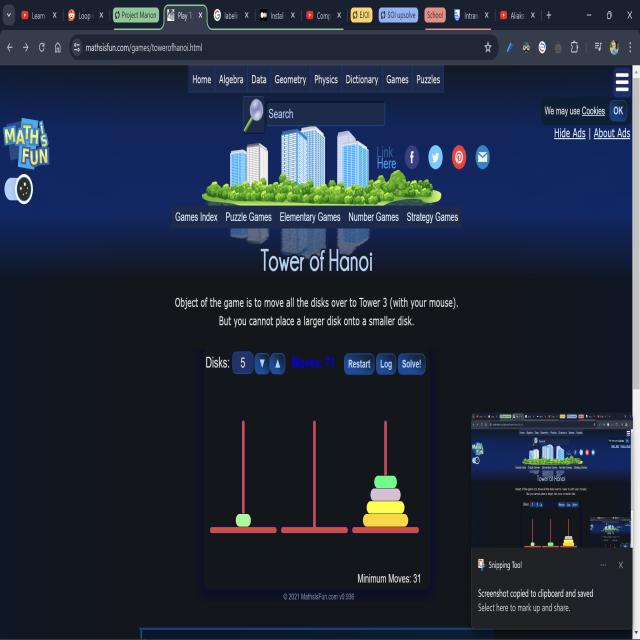 Learn
Loop
Project Marion
Play T
labelin
Instal
Comp
EJOI
SOI upsolve
School
Intran
Aliaks
mathsisfun.com/games/towerofhanoi.html
Home Algebra Data Geometry Physics Dictionary Games Puzzles
Search
We may use Cookies OK
Hide Ads | About Ads
MATHS
FUN
Link
Here
Games Index Puzzle Games Elementary Games Number Games Strategy Games
Tower of Hanoi
Object of the game is to move all the disks over to Tower 3 (with your mouse).
But you cannot place a larger disk onto a smaller disk.
Disks: 5 ▼ ▲ Moves: 71 Restart Log Solve!
Minimum Moves: 31
© 2021 MathsIsFun.com v0.936
Snipping Tool
Screenshot copied to clipboard and saved
Select here to mark up and share.